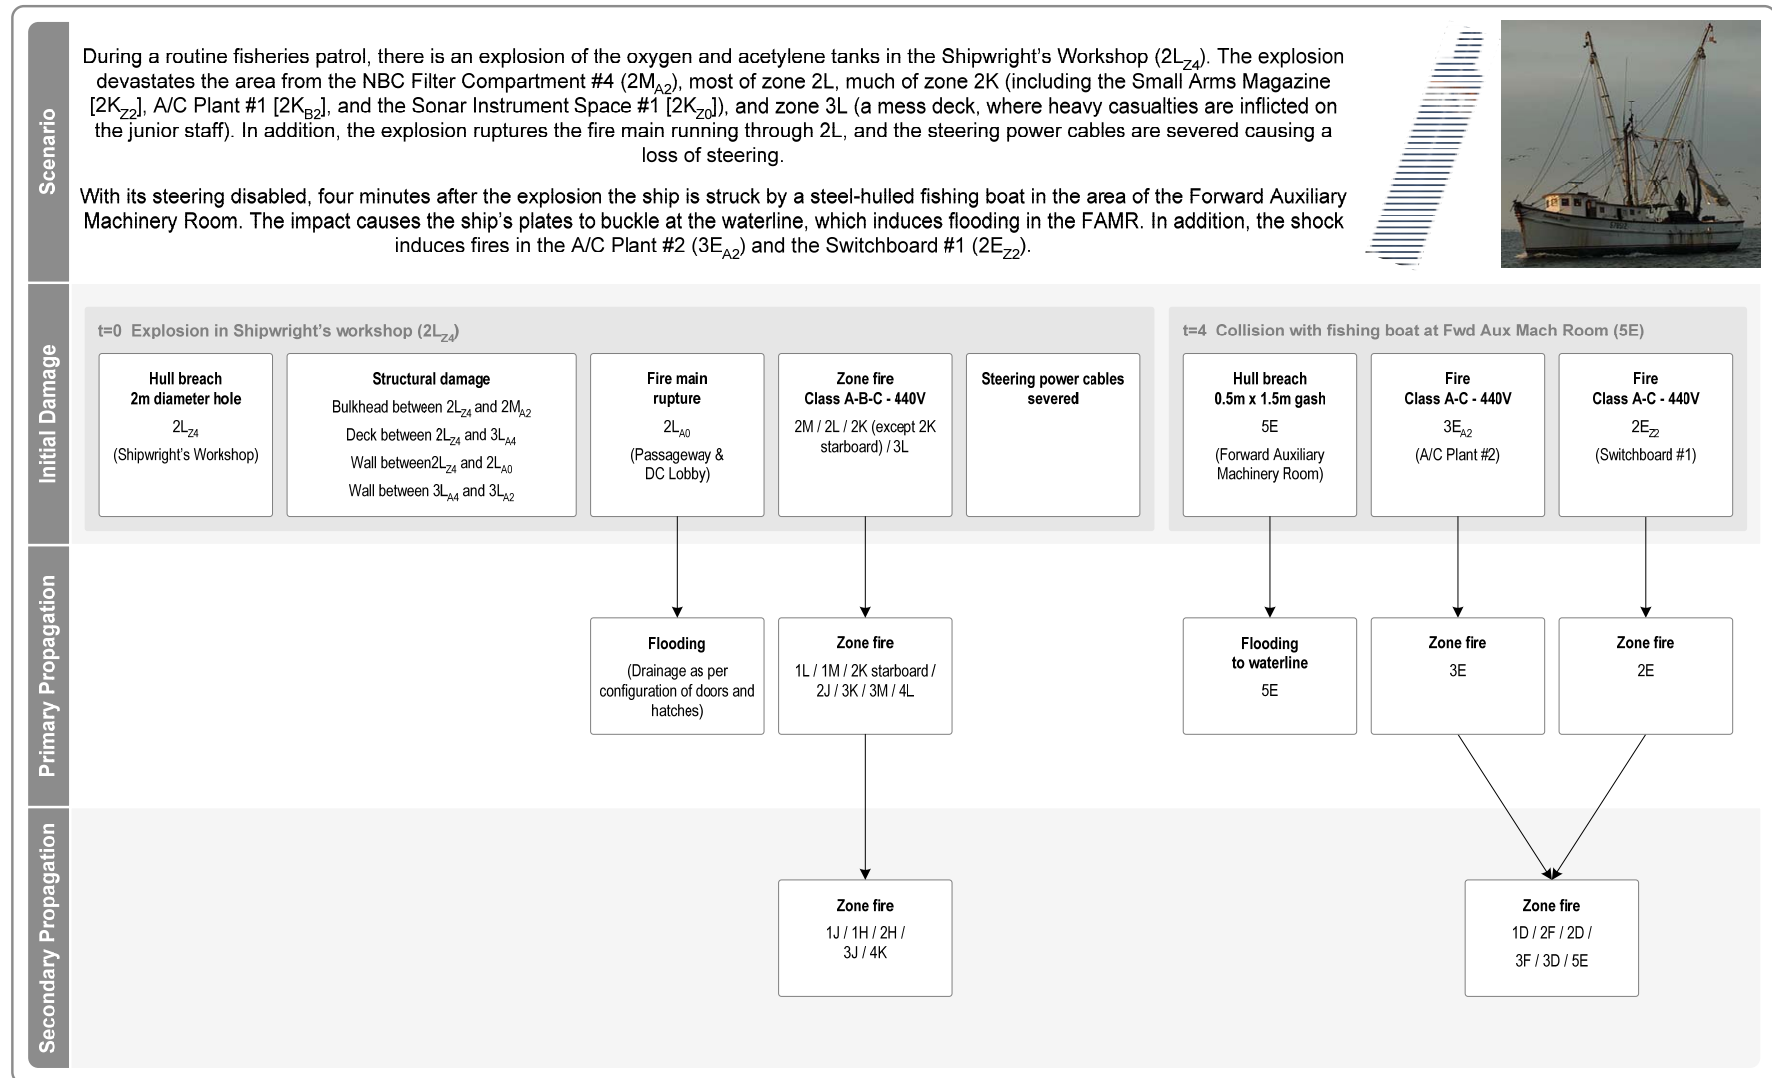 Scenario
During a routine fisheries patrol, there is an explosion of the oxygen and acetylene tanks in the Shipwright's Workshop (2LZ4). The explosion
devastates the area from the NBC Filter Compartment #4 (2MA2), most of zone 2L, much of zone 2K (including the Small Arms Magazine
[2KZ2], A/C Plant #1 [2KB2], and the Sonar Instrument Space #1 [2KZ0]), and zone 3L (a mess deck, where heavy casualties are inflicted on
the junior staff). In addition, the explosion ruptures the fire main running through 2L, and the steering power cables are severed causing a
loss of steering.
With its steering disabled, four minutes after the explosion the ship is struck by a steel-hulled fishing boat in the area of the Forward Auxiliary
Machinery Room. The impact causes the ship's plates to buckle at the waterline, which induces flooding in the FAMR. In addition, the shock
induces fires in the A/C Plant #2 (3EA2) and the Switchboard #1 (2EZ2).
Initial Damage
t=0 Explosion in Shipwright's workshop (2LZ4)
Hull breach
2m diameter hole
2LZ4
(Shipwright's Workshop)
Structural damage
Bulkhead between 2LZ4 and 2MA2
Deck between 2LZ4 and 3LA4
Wall between2LZ4 and 2LA0
Wall between 3LA4 and 3LA2
Fire main
rupture
2LA0
(Passageway &
DC Lobby)
Zone fire
Class A-B-C - 440V
2M / 2L / 2K (except 2K
starboard) / 3L
Steering power cables
severed
t=4 Collision with fishing boat at Fwd Aux Mach Room (5E)
Hull breach
0.5m x 1.5m gash
5E
(Forward Auxiliary
Machinery Room)
Fire
Class A-C - 440V
3EA2
(A/C Plant #2)
Fire
Class A-C - 440V
2EZ2
(Switchboard #1)
Primary Propagation
Flooding
(Drainage as per
configuration of doors and
hatches)
Zone fire
1L / 1M / 2K starboard /
2J / 3K / 3M / 4L
Flooding
to waterline
5E
Zone fire
3E
Zone fire
2E
Secondary Propagation
Zone fire
1J / 1H / 2H /
3J / 4K
Zone fire
1D / 2F / 2D /
3F / 3D / 5E